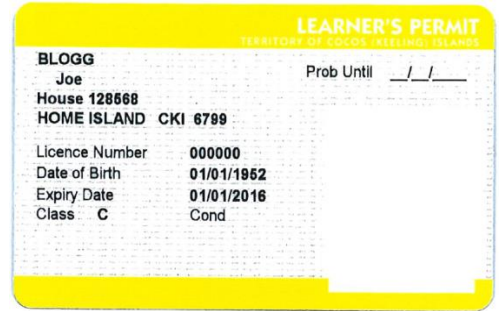 LEARNER'S PERMIT
TERRITORY OF COCOS (KEELING) ISLANDS
BLOGG
Joe
House 128568
HOME ISLAND CKI 6799
Prob Until __/__/____
Licence Number 000000
Date of Birth 01/01/1952
Expiry Date 01/01/2016
Class C Cond